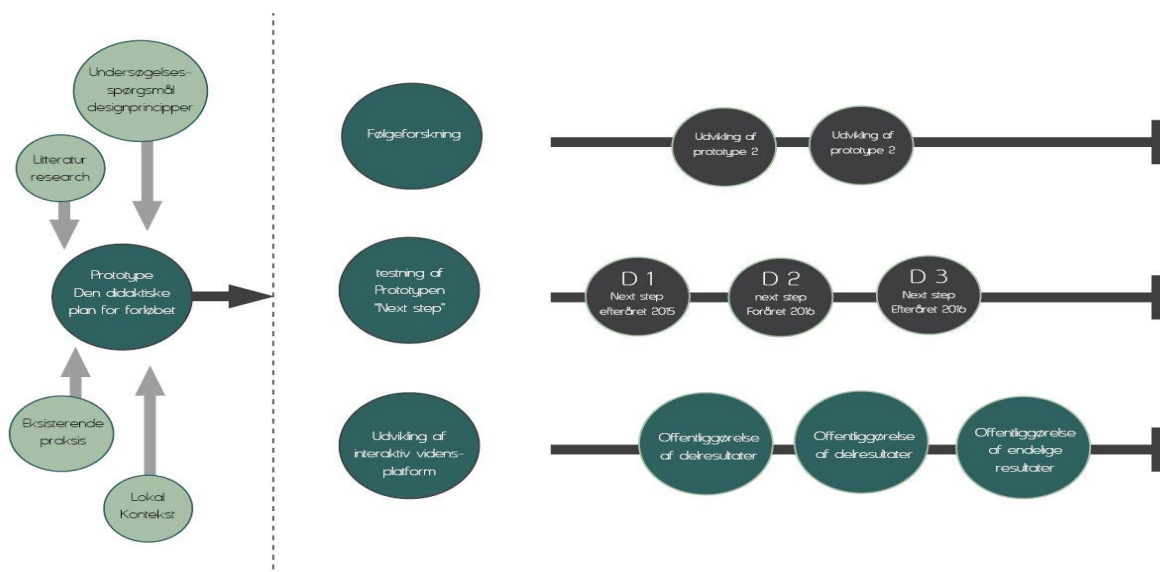 Undersøgelses-
spørgsmål
designprincipper
Litteratur
research
Prototype
Den didaktiske
plan for forløbet
Eksisterende
praksis
Lokal
Kontekst
Følgeforskning
Udvikling af
prototype 2
Udvikling af
prototype 2
testning af
Prototypen
"Next step"
D 1
Next step
efteråret 2015
D 2
next step
Foråret 2016
D 3
Next step
Efteråret 2016
Udvikling af
interaktiv videns-
platform
Offentliggørelse
af delresultater
Offentliggørelse
af delresultater
Offentliggørelse
af endelige
resultater